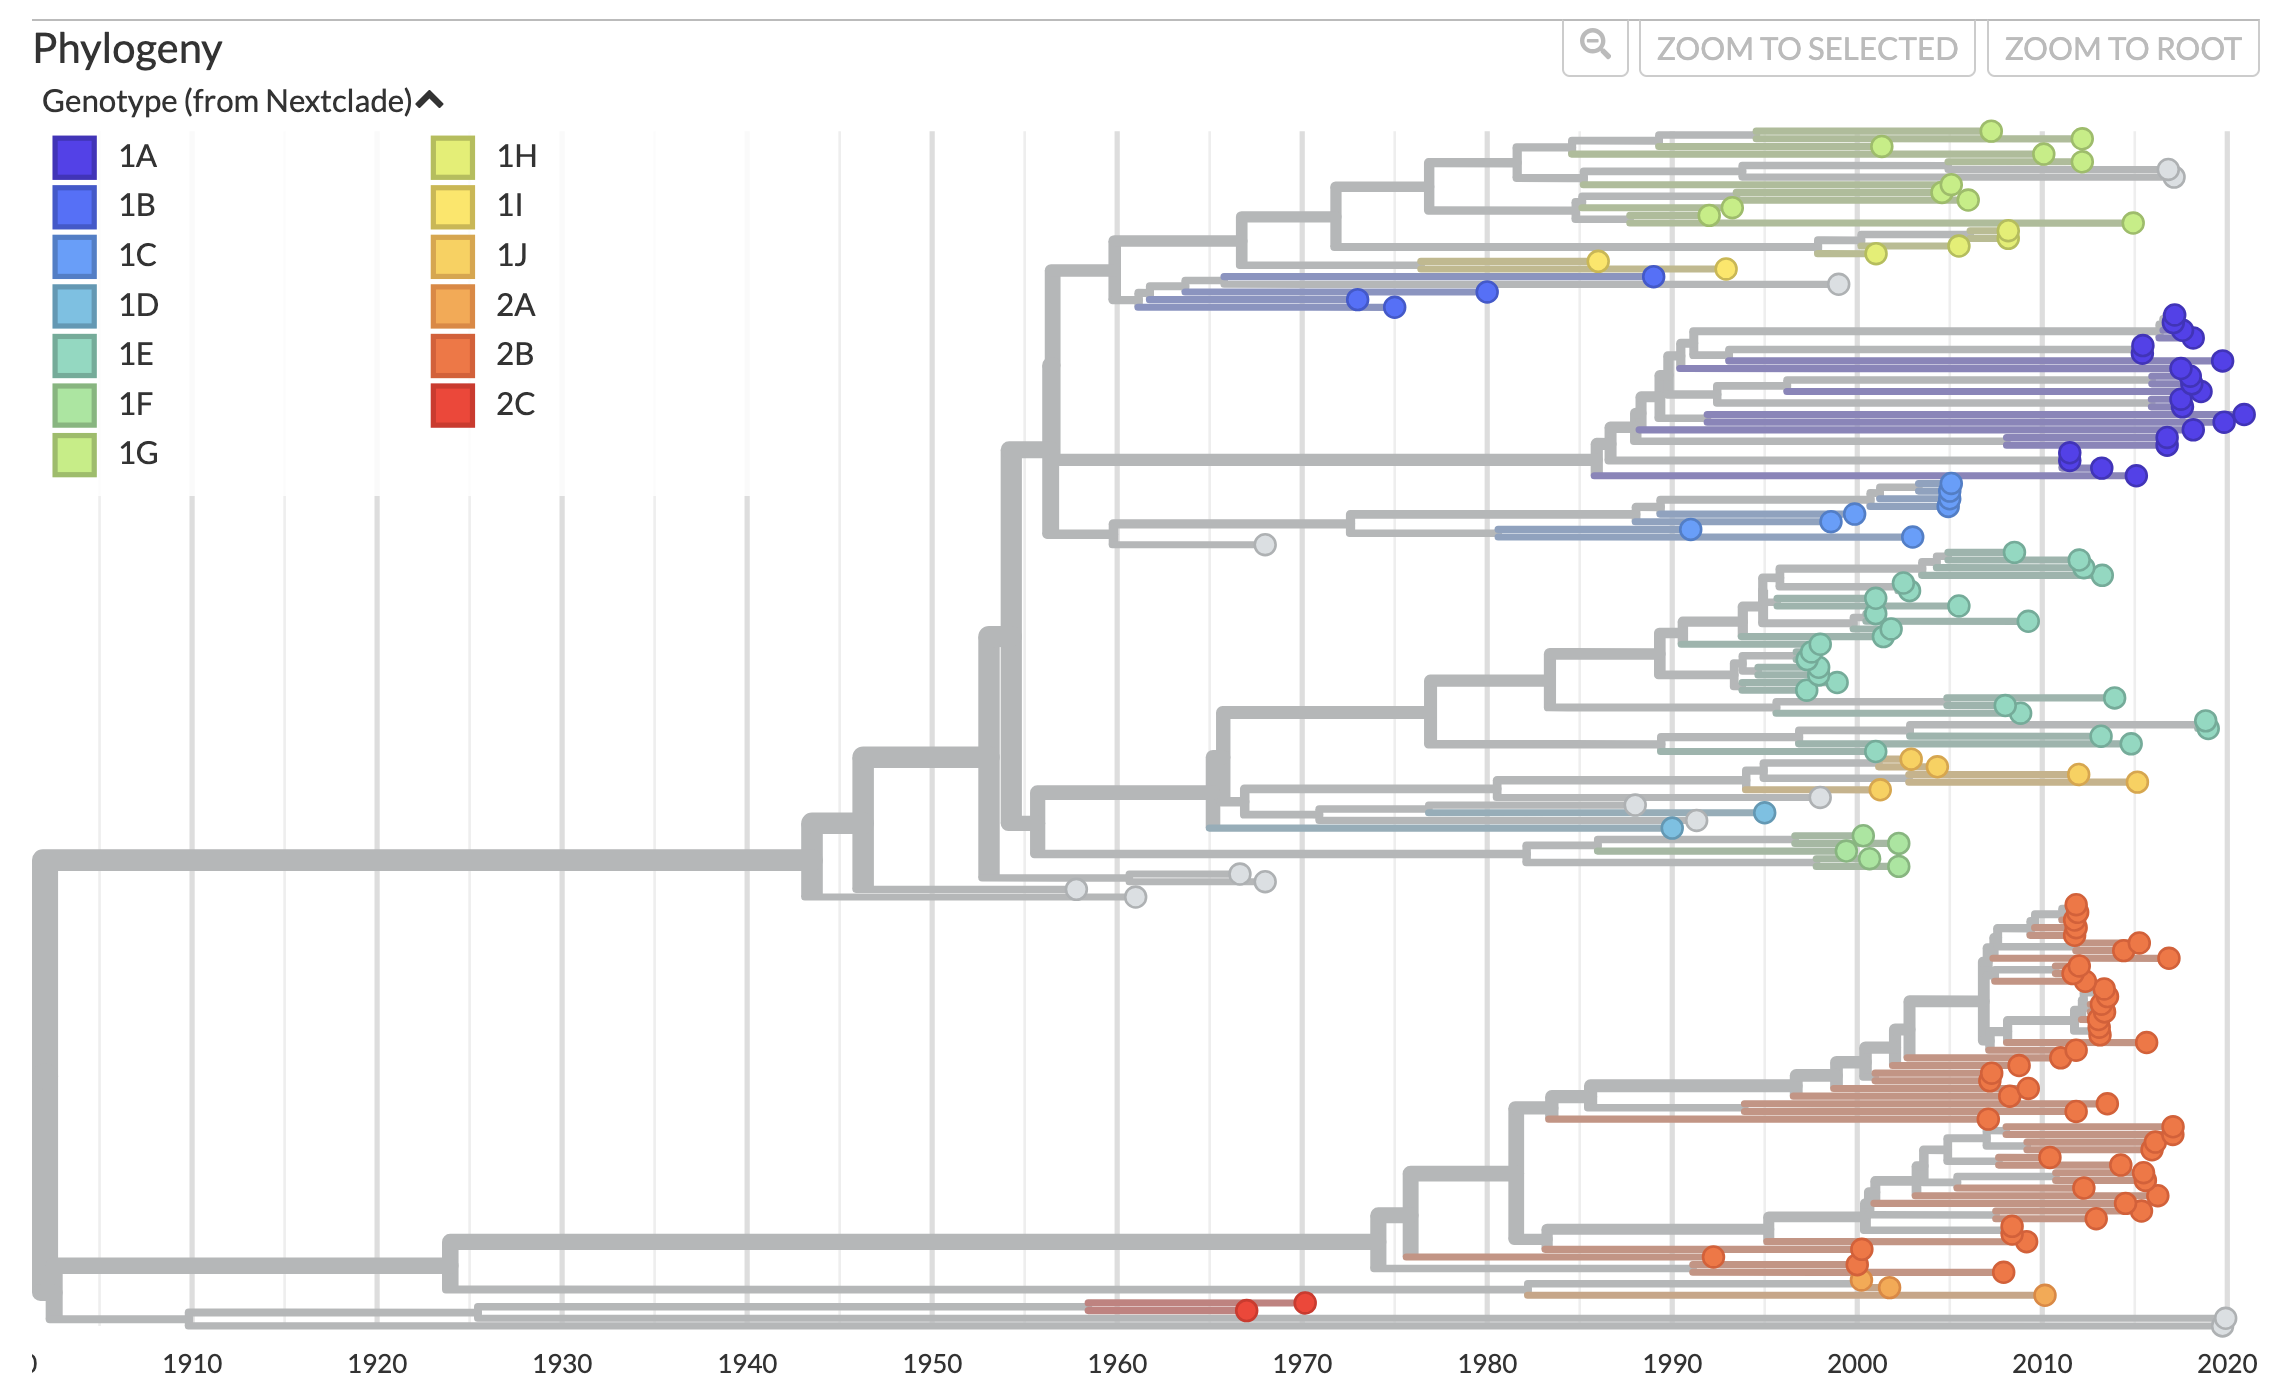 Phylogeny
ZOOM TO SELECTED
ZOOM TO ROOT
Genotype (from Nextclade)
1A
1B
1C
1D
1E
1F
1G
1H
1I
1J
2A
2B
2C
1910 1920 1930 1940 1950 1960 1970 1980 1990 2000 2010 2020